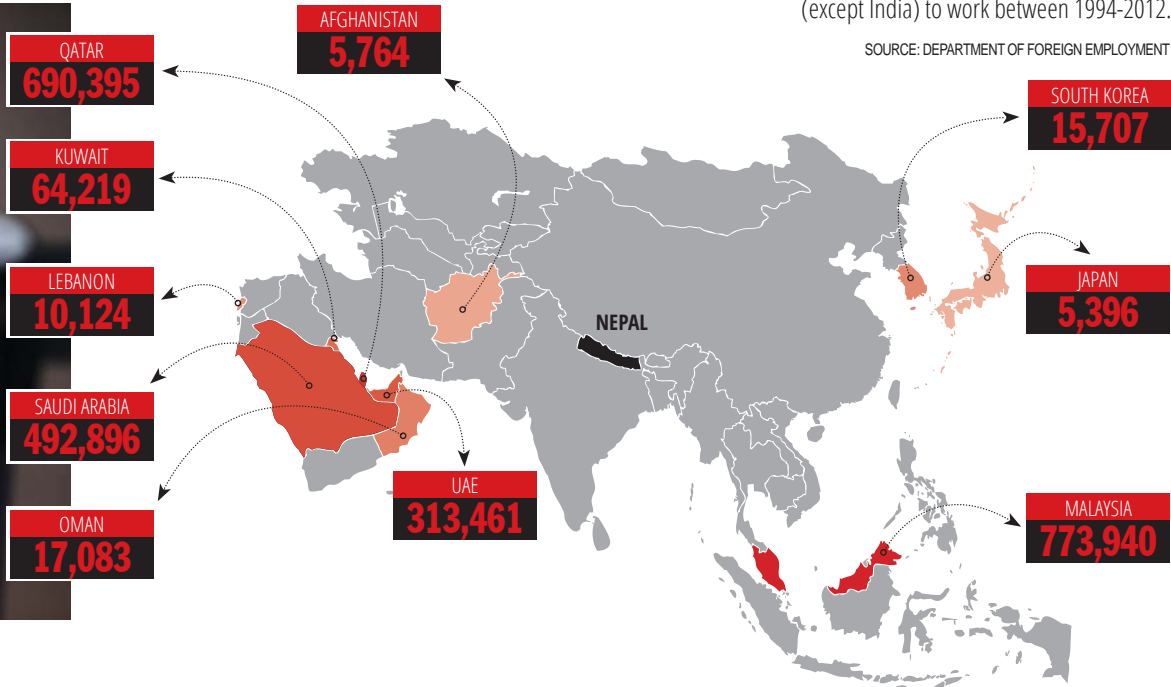 (except India) to work between 1994-2012.
SOURCE: DEPARTMENT OF FOREIGN EMPLOYMENT
AFGHANISTAN
5,764
QATAR
690,395
KUWAIT
64,219
LEBANON
10,124
SAUDI ARABIA
492,896
OMAN
17,083
UAE
313,461
NEPAL
SOUTH KOREA
15,707
JAPAN
5,396
MALAYSIA
773,940